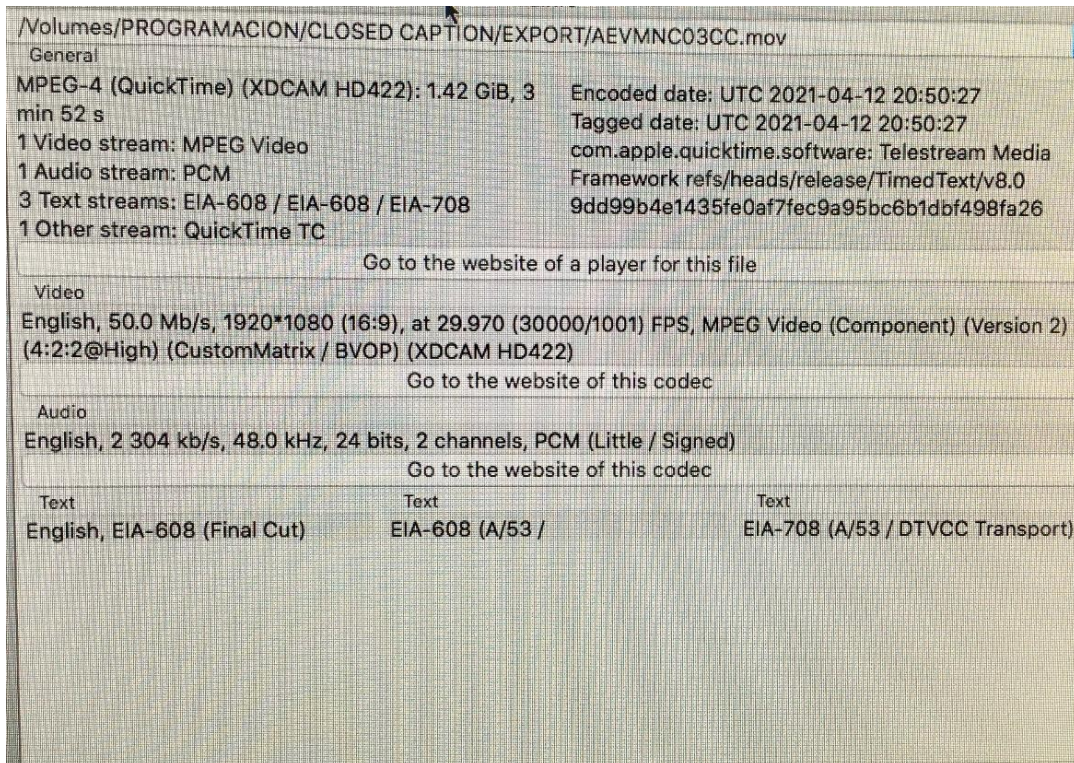 /Volumes/PROGRAMACION/CLOSED CAPTION/EXPORT/AEVMNC03CC.mov
General
MPEG-4 (QuickTime) (XDCAM HD422): 1.42 GiB, 3
min 52 s
1 Video stream: MPEG Video
1 Audio stream: PCM
3 Text streams: EIA-608 / EIA-608 / EIA-708
1 Other stream: QuickTime TC
Encoded date: UTC 2021-04-12 20:50:27
Tagged date: UTC 2021-04-12 20:50:27
com.apple.quicktime.software: Telestream Media
Framework refs/heads/release/TimedText/v8.0
9dd99b4e1435fe0af7fec9a95bc6b1dbf498fa26
Go to the website of a player for this file
Video
English, 50.0 Mb/s, 1920*1080 (16:9), at 29.970 (30000/1001) FPS, MPEG Video (Component) (Version 2)
(4:2:2@High) (CustomMatrix / BVOP) (XDCAM HD422)
Go to the website of this codec
Audio
English, 2 304 kb/s, 48.0 kHz, 24 bits, 2 channels, PCM (Little / Signed)
Go to the website of this codec
Text
English, EIA-608 (Final Cut)
Text
EIA-608 (A/53 /
Text
EIA-708 (A/53 / DTVCC Transport)